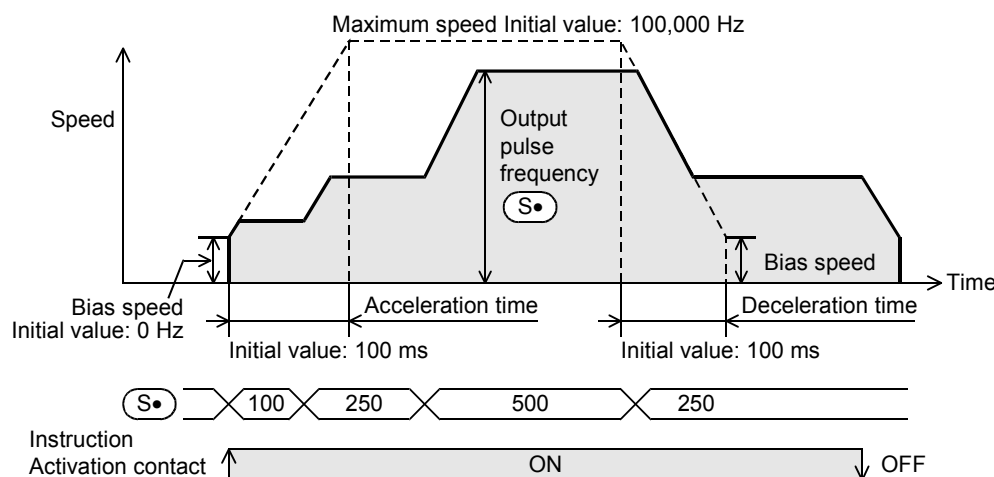 Maximum speed Initial value: 100,000 Hz
Speed
Output
pulse
frequency
S•
Bias speed
Time
Bias speed
Initial value: 0 Hz
Acceleration time
Deceleration time
Initial value: 100 ms
Initial value: 100 ms
S•
100
250
500
250
Instruction
Activation contact
ON
OFF